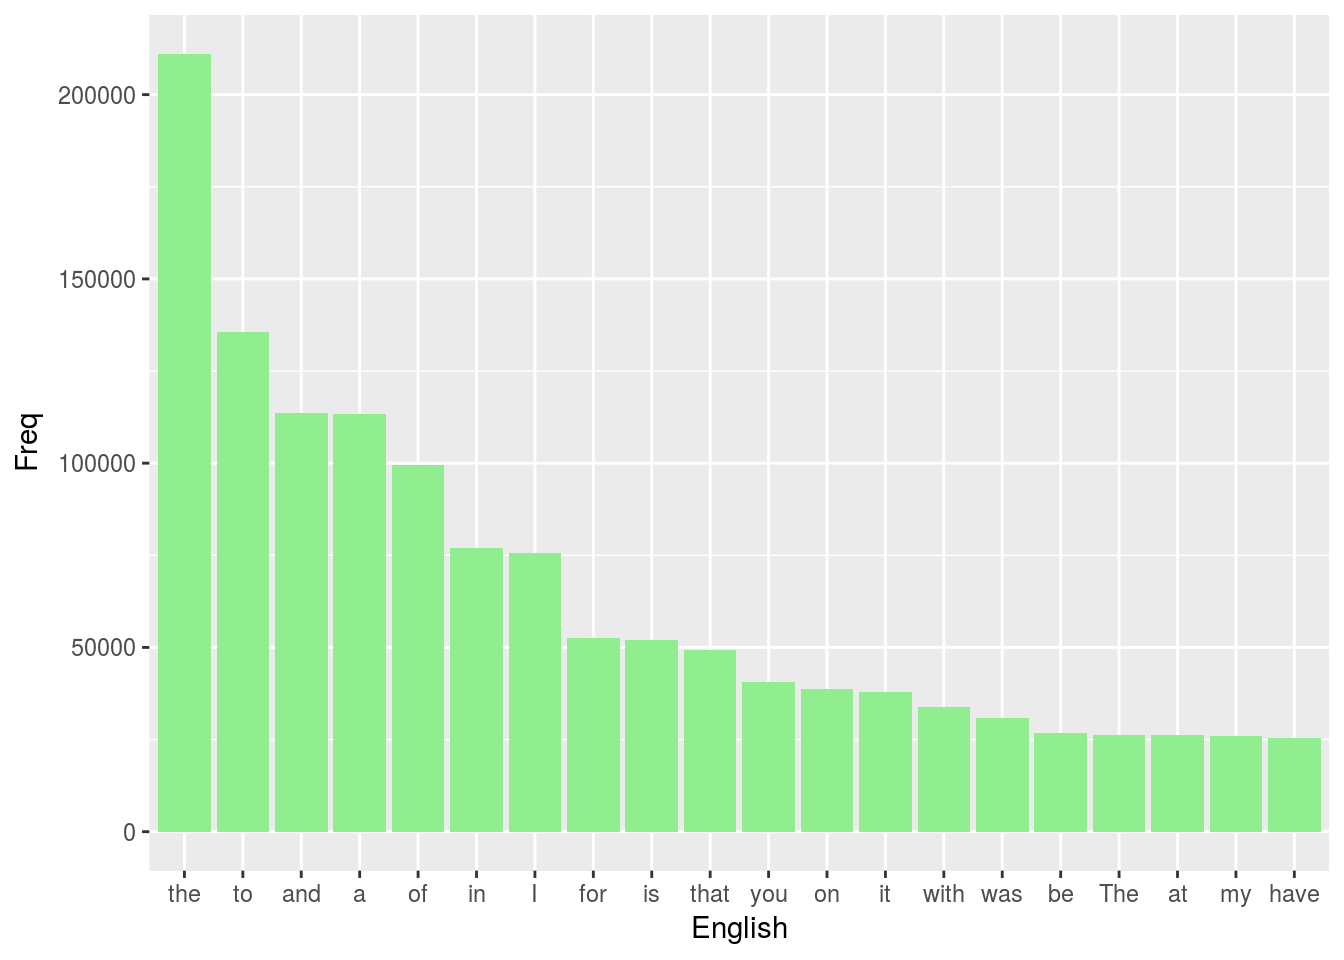 200000
150000
100000
50000
0
Freq
the to and a of in I for is that you on it with was be The at my have
English